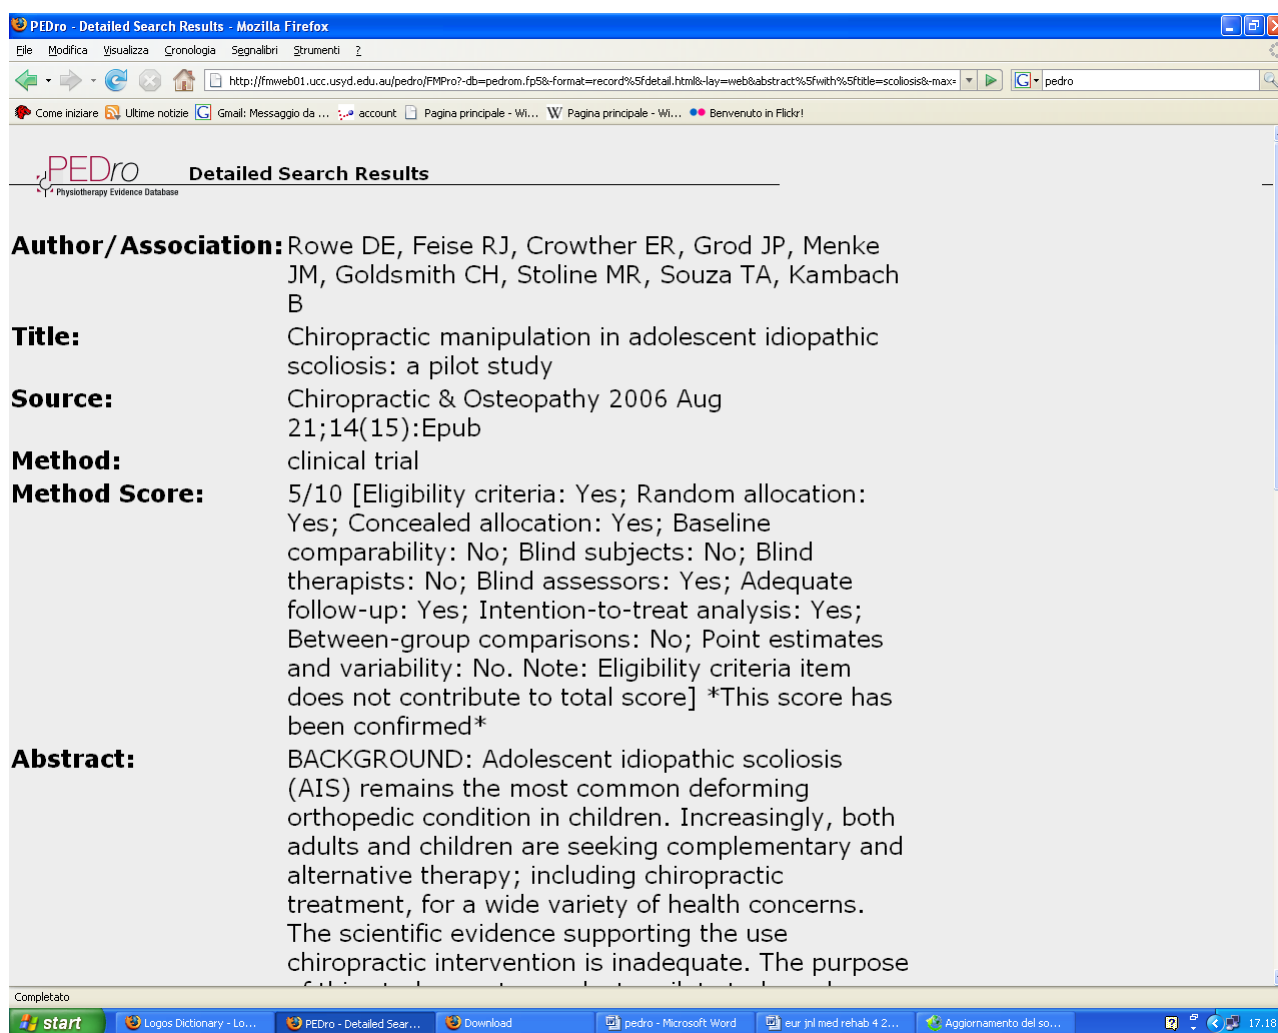 PEDro - Detailed Search Results - Mozilla Firefox
File Modifica Visualizza Cronologia Segnalibri Strumenti ?
http://fmweb01.ucc.usyd.edu.au/pedro/FMPro?-db=pedrom.fp5&-format=record%5fdetail.html&-lay=web&abstract%5fwith%5ftitle=scoliosis&-max= G pedro
Come iniziare Ultime notizie G Gmail: Messaggio da ... account Pagina principale - Wi... W Pagina principale - Wi... Benvenuto in Flickr!
PEDro Detailed Search Results
Physiotherapy Evidence Database
Author/Association: Rowe DE, Feise RJ, Crowther ER, Grod JP, Menke
JM, Goldsmith CH, Stoline MR, Souza TA, Kambach
B
Title: Chiropractic manipulation in adolescent idiopathic
scoliosis: a pilot study
Source: Chiropractic & Osteopathy 2006 Aug
21;14(15):Epub
Method: clinical trial
Method Score: 5/10 [Eligibility criteria: Yes; Random allocation:
Yes; Concealed allocation: Yes; Baseline
comparability: No; Blind subjects: No; Blind
therapists: No; Blind assessors: Yes; Adequate
follow-up: Yes; Intention-to-treat analysis: Yes;
Between-group comparisons: No; Point estimates
and variability: No. Note: Eligibility criteria item
does not contribute to total score] *This score has
been confirmed*
Abstract: BACKGROUND: Adolescent idiopathic scoliosis
(AIS) remains the most common deforming
orthopedic condition in children. Increasingly, both
adults and children are seeking complementary and
alternative therapy; including chiropractic
treatment, for a wide variety of health concerns.
The scientific evidence supporting the use
chiropractic intervention is inadequate. The purpose
Completato
start Logos Dictionary - Lo... PEDro - Detailed Sear... Download pedro - Microsoft Word eur jnl med rehab 4 2... Aggiornamento del so... 17.18